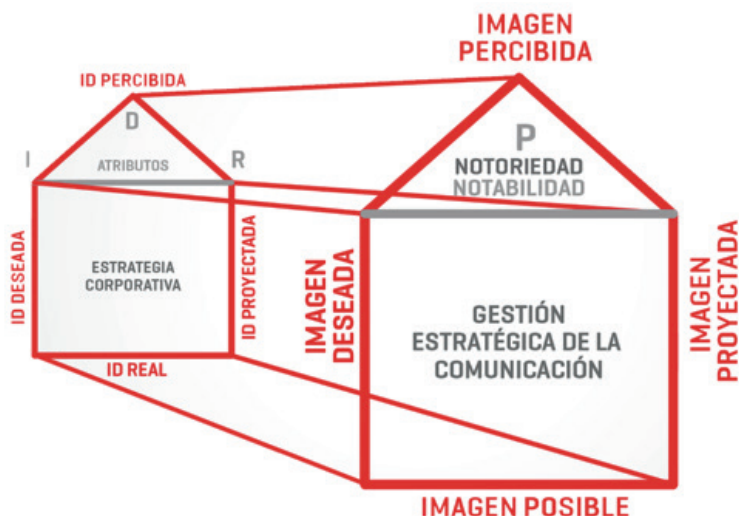 IMAGEN
PERCIBIDA
ID PERCIBIDA
D
I
ATRIBUTOS
R
P
NOTORIEDAD
NOTABILIDAD
ID DESEADA
ESTRATEGIA
CORPORATIVA
ID PROYECTADA
ID REAL
IMAGEN
DESEADA
GESTIÓN
ESTRATÉGICA DE LA
COMUNICACIÓN
IMAGEN
PROYECTADA
IMAGEN POSIBLE